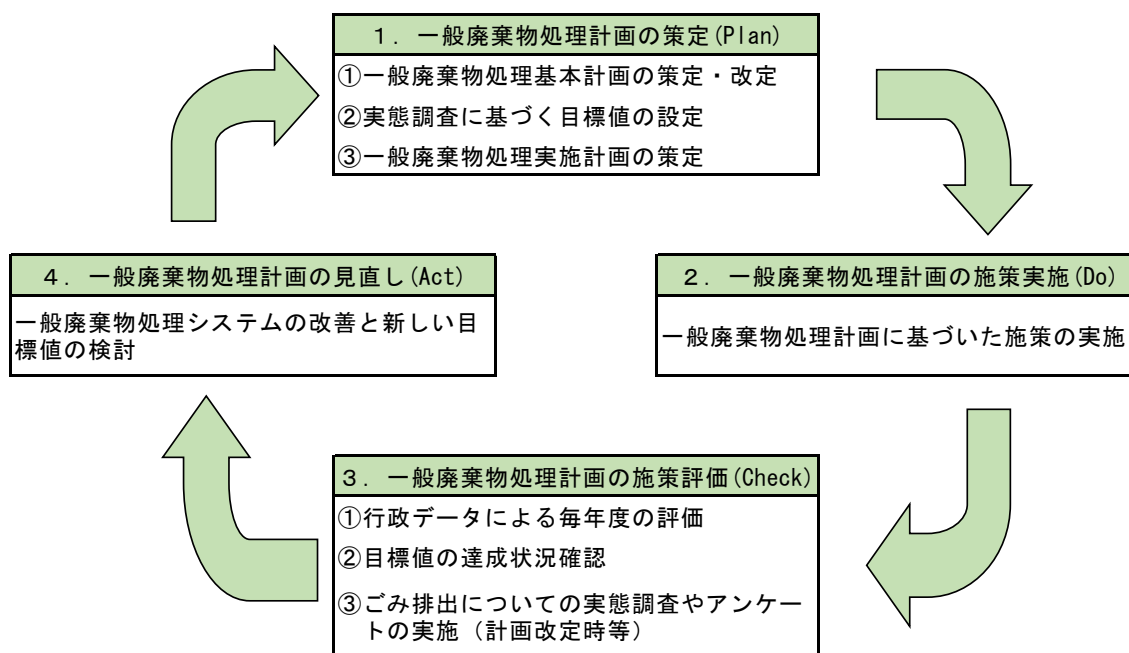 １．一般廃棄物処理計画の策定(Plan)
①一般廃棄物処理基本計画の策定・改定
②実態調査に基づく目標値の設定
③一般廃棄物処理実施計画の策定
２．一般廃棄物処理計画の施策実施(Do)
一般廃棄物処理計画に基づいた施策の実施
３．一般廃棄物処理計画の施策評価(Check)
①行政データによる毎年度の評価
②目標値の達成状況確認
③ごみ排出についての実態調査やアンケー
トの実施（計画改定時等）
４．一般廃棄物処理計画の見直し(Act)
一般廃棄物処理システムの改善と新しい目
標値の検討